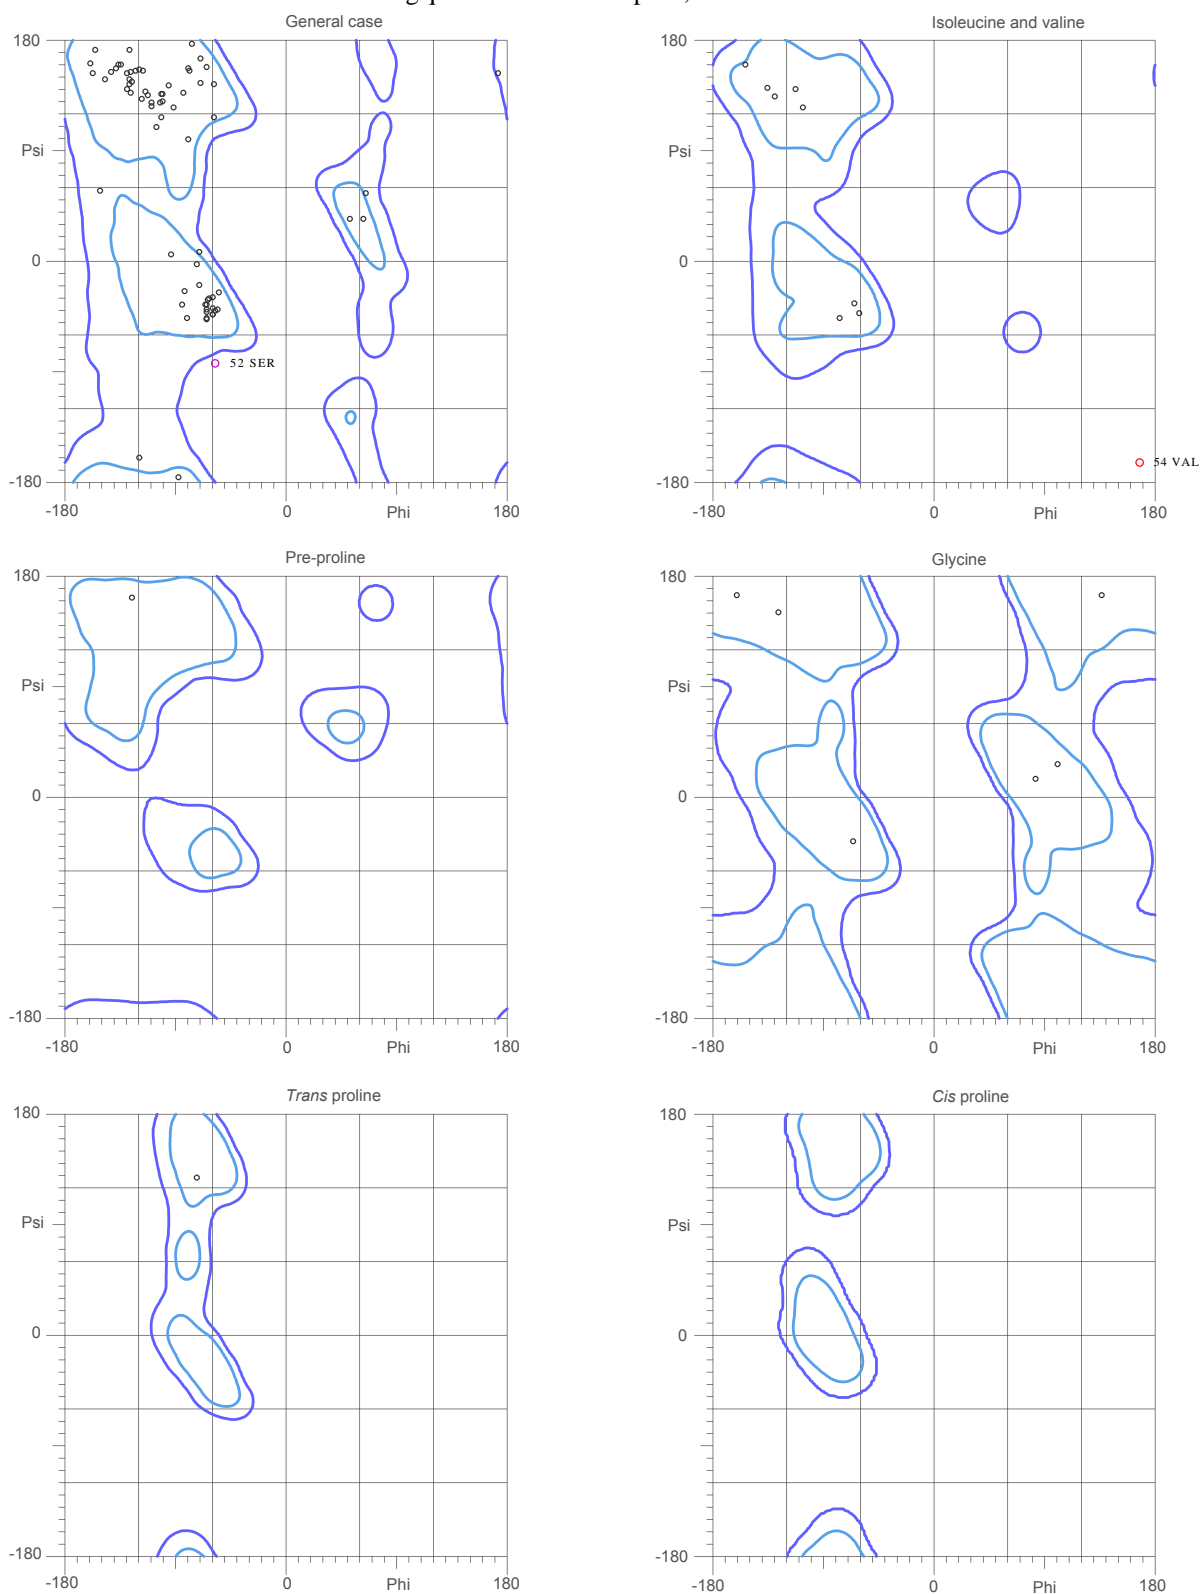 General case
180
Psi
0
52 SER
-180
-180
0
Phi
180
Isoleucine and valine
180
Psi
0
54 VAL
-180
-180
0
Phi
180
Pre-proline
180
Psi
0
-180
-180
0
Phi
180
Glycine
180
Psi
0
-180
-180
0
Phi
180
Trans proline
180
Psi
0
-180
-180
0
Phi
180
Cis proline
180
Psi
0
-180
-180
0
Phi
180